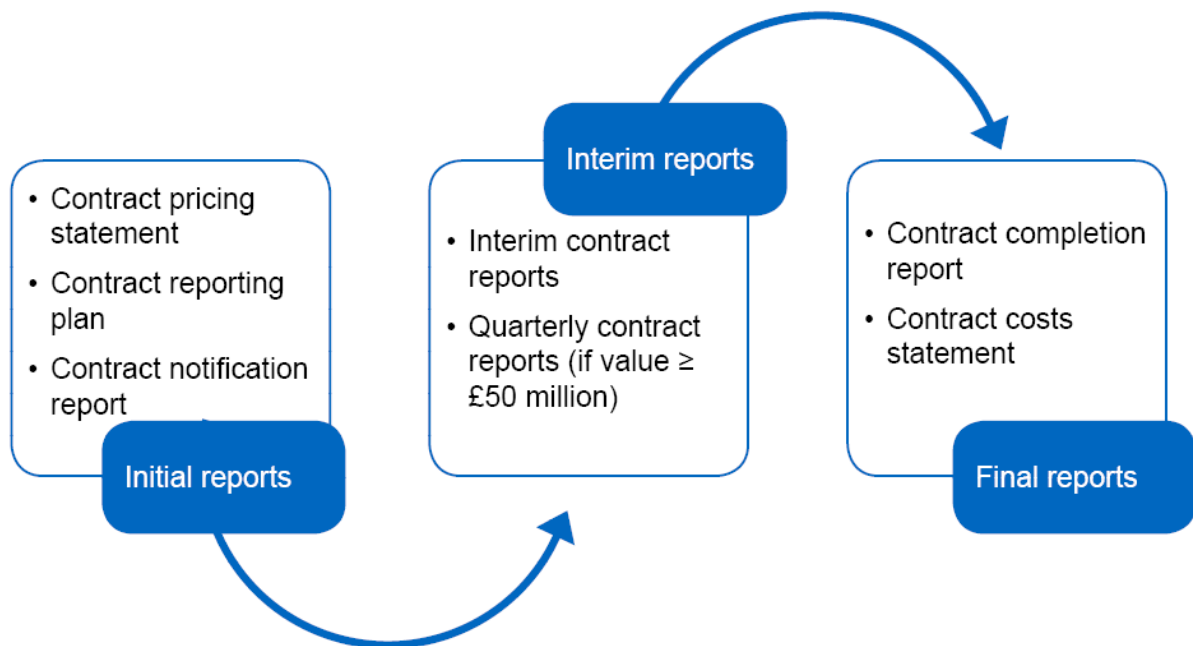 • Contract pricing
statement
• Contract reporting
plan
• Contract notification
report
Initial reports
Interim reports
• Interim contract
reports
• Quarterly contract
reports (if value ≥
£50 million)
• Contract completion
report
• Contract costs
statement
Final reports